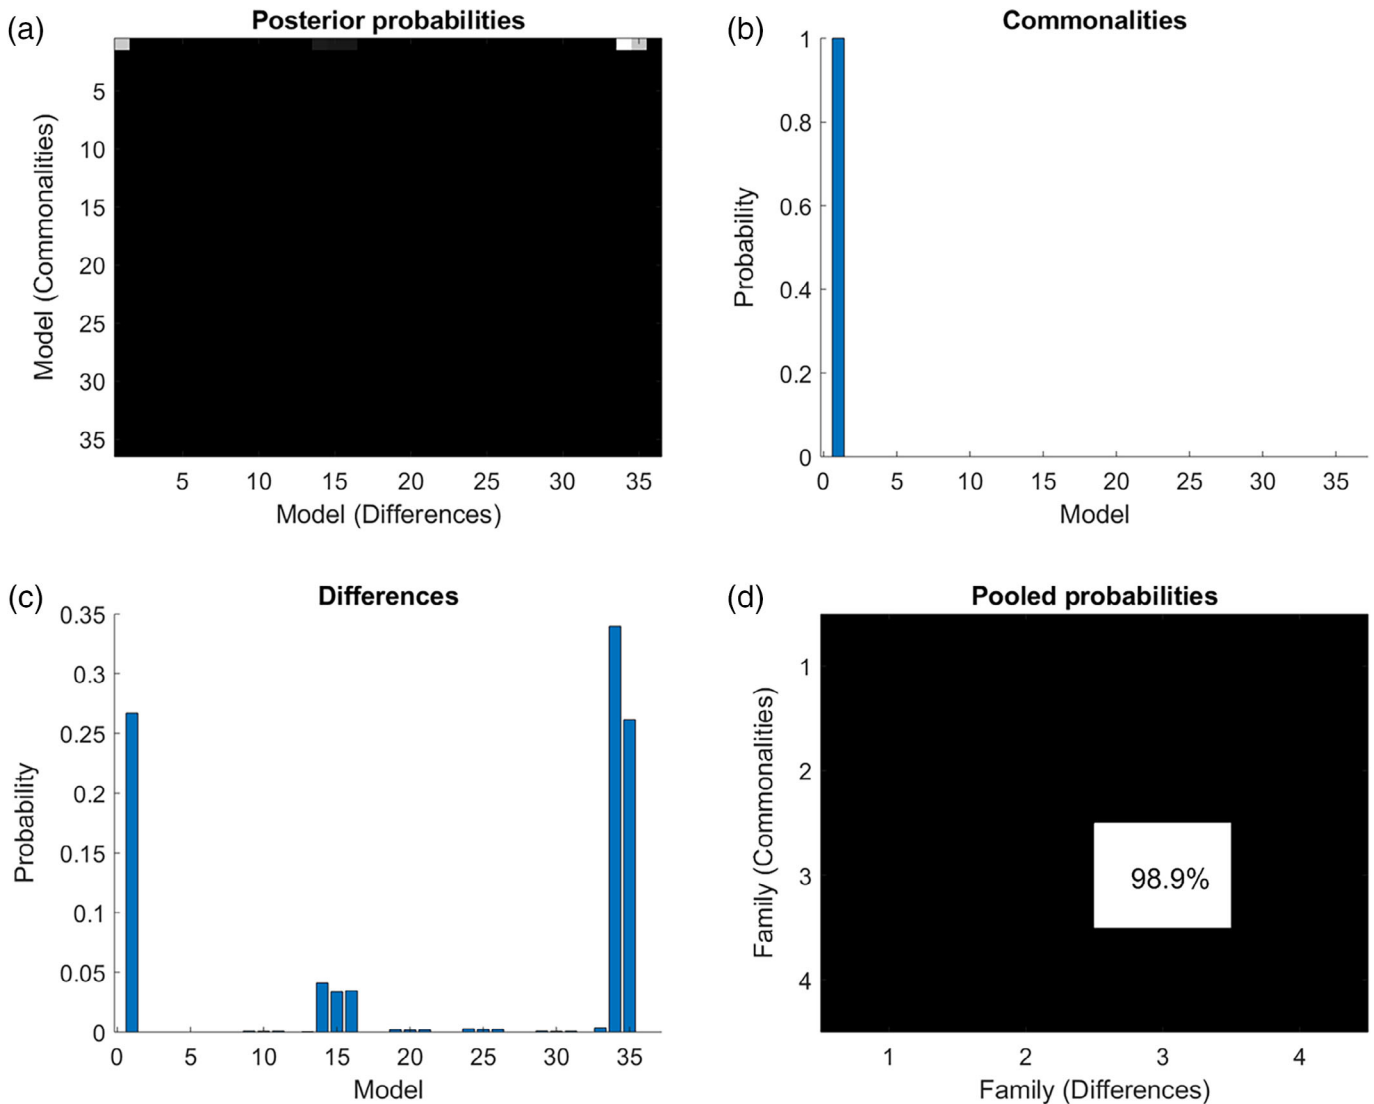 (a)
Posterior probabilities
5
10
15
20
25
30
35
Model (Commonalities)
5 10 15 20 25 30 35
Model (Differences)
(b)
Commonalities
1
0.8
0.6
0.4
0.2
0
Probability
0 5 10 15 20 25 30 35
Model
(c)
Differences
0.35
0.3
0.25
0.2
0.15
0.1
0.05
0
Probability
0 5 10 15 20 25 30 35
Model
(d)
Pooled probabilities
1
2
3
4
Family (Commonalities)
98.9%
1 2 3 4
Family (Differences)